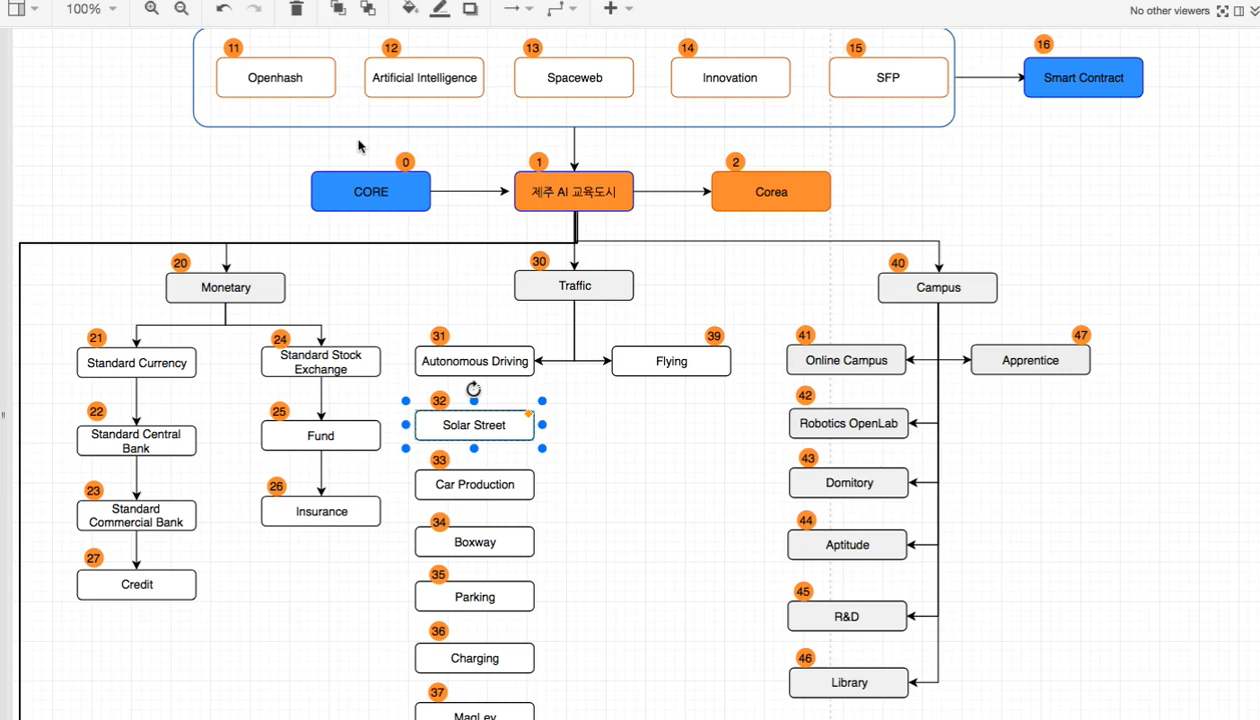 100%
No other viewers
11
12
13
14
15
16
Openhash
Artificial Intelligence
Spaceweb
Innovation
SFP
Smart Contract
0
1
2
CORE
제주 AI 교육도시
Corea
20
30
40
Monetary
Traffic
Campus
21
24
31
39
41
47
Standard Currency
Standard Stock
Exchange
Autonomous Driving
Flying
Online Campus
Apprentice
22
25
32
42
Standard Central
Bank
Fund
Solar Street
Robotics OpenLab
23
26
33
43
Standard
Commercial Bank
Insurance
Car Production
Domitory
27
34
44
Credit
Boxway
Aptitude
35
45
Parking
R&D
36
46
Charging
Library
37
MagLev